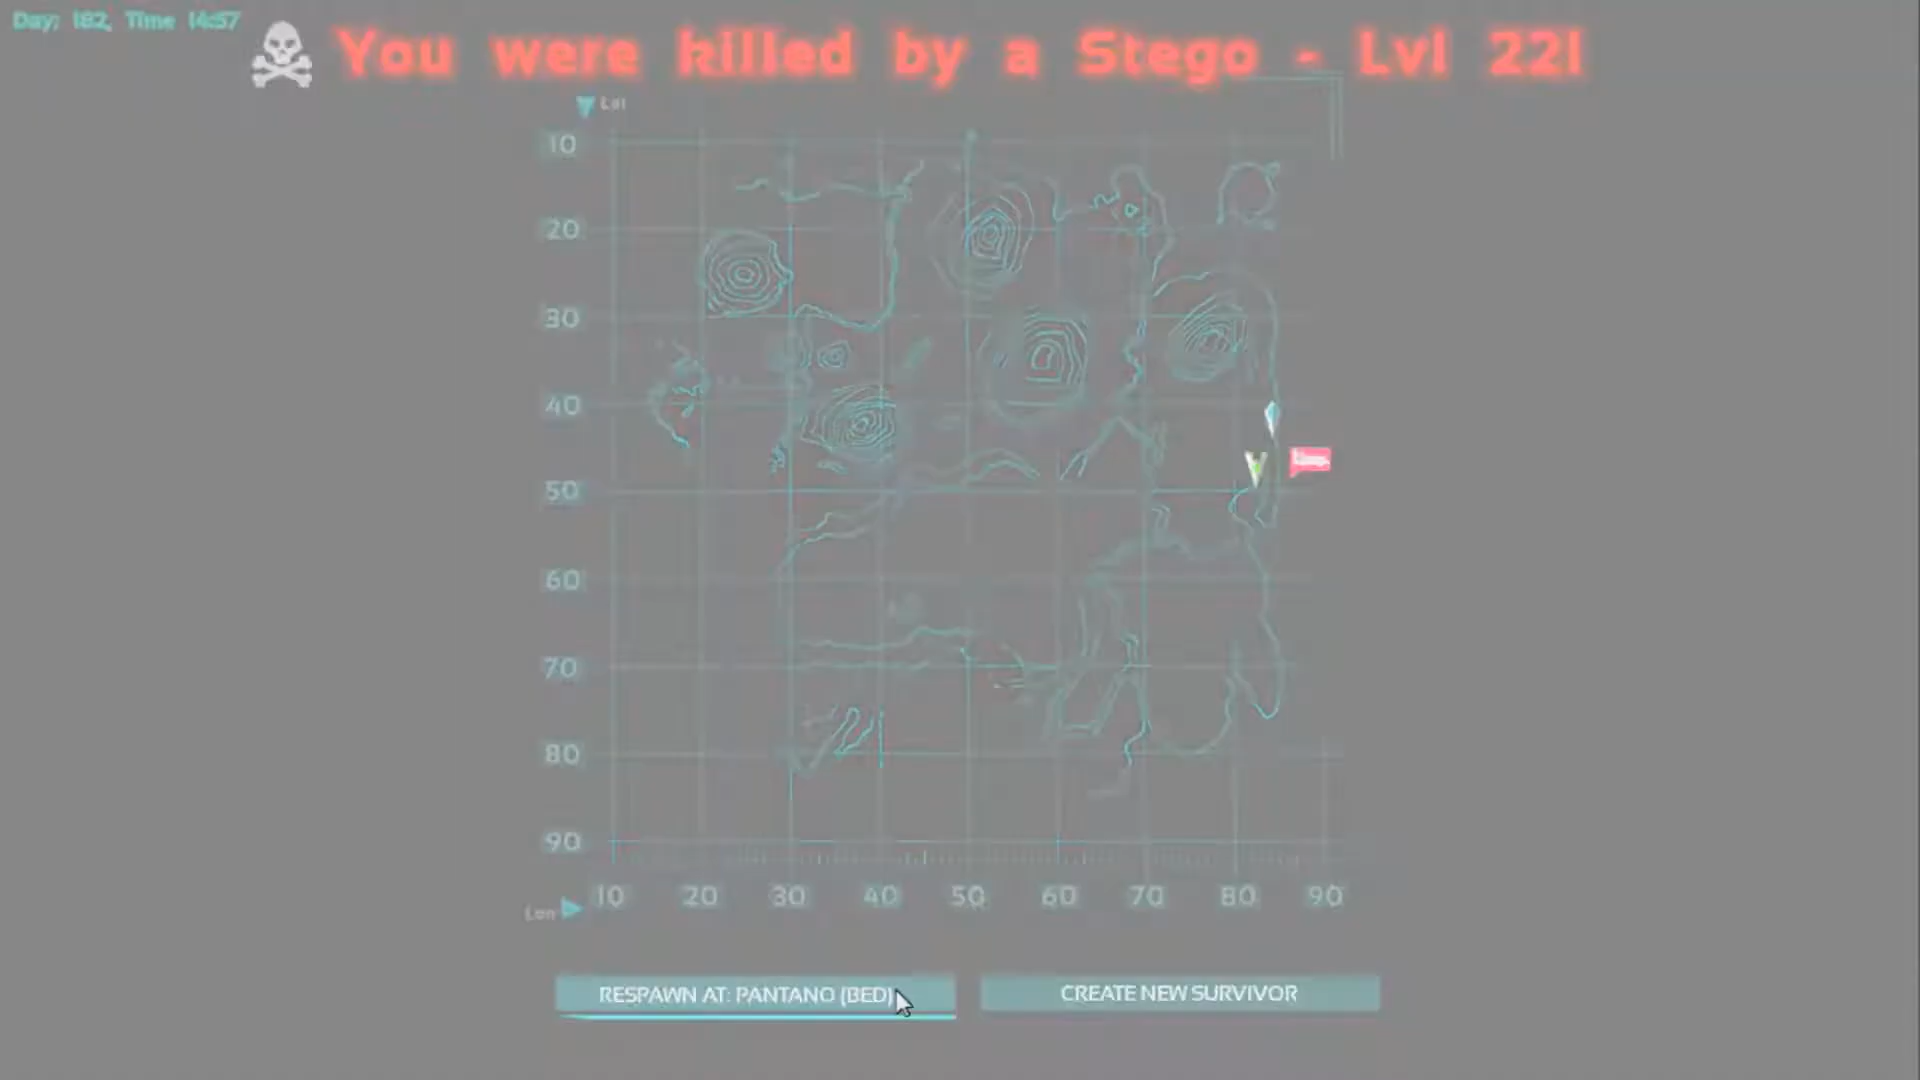 Day: 182, Time 14:57
You were killed by a Stego - Lvl 221
Lat
10
20
30
40
50
60
70
80
90
10 20 30 40 50 60 70 80 90
Lon
RESPAWN AT: PANTANO (BED)
CREATE NEW SURVIVOR